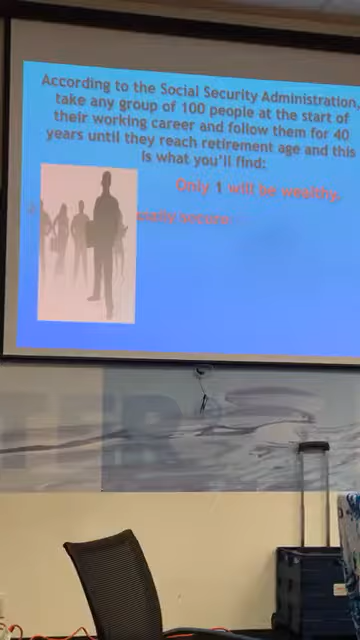 According to the Social Security Administration,
take any group of 100 people at the start of
their working career and follow them for 40
years until they reach retirement age and this
is what you'll find:
Only 1 will be wealthy
TER